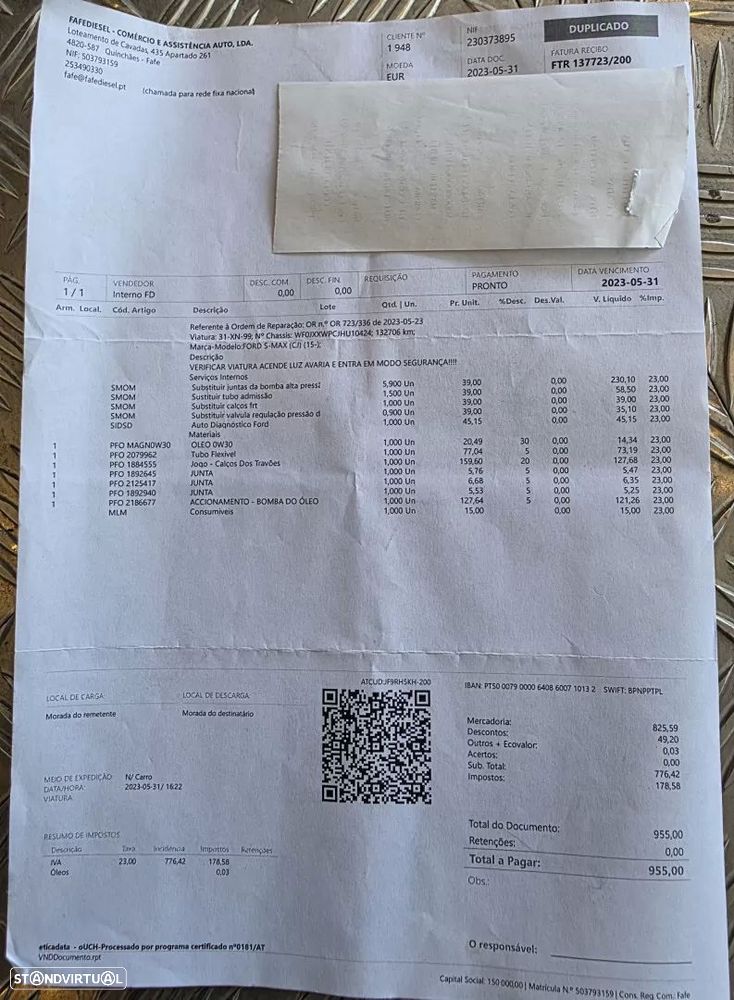 FAFEDIESEL - COMÉRCIO E ASSISTÊNCIA AUTO, LDA.
Loteamento de Cavadas, 435 Apartado 261
4820-587 Quinchães - Fafe
NIF: 503793159
253490330
fafe@fafediesel.pt (chamada para rede fixa nacional)
CLIENTE Nº
1 948
NIF
230373895
DUPLICADO
MOEDA
EUR
DATA DOC.
2023-05-31
FATURA RECIBO
FTR 137723/200
PÁG. VENDEDOR DESC. COM. DESC. FIN. REQUISIÇÃO PAGAMENTO DATA VENCIMENTO
1 / 1 Interno FD 0,00 0,00 PRONTO 2023-05-31
Arm. Local. Cód. Artigo Descrição Lote Qtd | Un. Pr. Unit. %Desc. Des.Val. V. Líquido %Imp.
Referente à Ordem de Reparação: OR n.º OR 723/336 de 2023-05-23
Viatura: 31-XN-99; Nº Chassis: WF0JXXWPCJHU10424; 132706 km;
Marca-Modelo:FORD S-MAX (CJ) (15-);
Descrição
VERIFICAR VIATURA ACENDE LUZ AVARIA E ENTRA EM MODO SEGURANÇA!!!!
Serviços Internos
SMOM Substituir juntas da bomba alta press? 5,900 Un 39,00 0,00 230,10 23,00
SMOM Sustituir tubo admissão 1,500 Un 39,00 0,00 58,50 23,00
SMOM Substituir calços frt 1,000 Un 39,00 0,00 39,00 23,00
SMOM Substituir valvula regulação pressão d 0,900 Un 39,00 0,00 35,10 23,00
SIDSD Auto Diagnóstico Ford 1,000 Un 45,15 0,00 45,15 23,00
Materiais
1 PFO MAGN0W30 OLEO 0W30 1,000 Un 20,49 30 0,00 14,34 23,00
1 PFO 2079962 Tubo Flexivel 1,000 Un 77,04 5 0,00 73,19 23,00
1 PFO 1884555 Jogo - Calços Dos Travões 1,000 Un 159,60 20 0,00 127,68 23,00
1 PFO 1892645 JUNTA 1,000 Un 5,76 5 0,00 5,47 23,00
1 PFO 2125417 JUNTA 1,000 Un 6,68 5 0,00 6,35 23,00
1 PFO 1892940 JUNTA 1,000 Un 5,53 5 0,00 5,25 23,00
1 PFO 2186677 ACCIONAMENTO - BOMBA DO ÓLEO 1,000 Un 127,64 5 0,00 121,26 23,00
MLM Consumiveis 1,000 Un 15,00 0,00 15,00 23,00
ATCUD:JF9RH5KH-200
IBAN: PT50 0079 0000 6408 6007 1013 2 SWIFT: BPNPPTPL
LOCAL DE CARGA: LOCAL DE DESCARGA:
Morada do remetente Morada do destinatário
Mercadoria: 825,59
Descontos: 49,20
Outros + Ecovalor: 0,03
Acertos: 0,00
Sub. Total: 776,42
Impostos: 178,58
MEIO DE EXPEDIÇÃO N/ Carro
DATA/HORA: 2023-05-31/ 16:22
VIATURA:
Total do Documento: 955,00
Retenções: 0,00
Total a Pagar: 955,00
Obs.:
RESUMO DE IMPOSTOS
Descrição Taxa Incidência Impostos Retenções
IVA 23,00 776,42 178,58
Óleos 0,03
O responsável:
eticadata - oUCH-Processado por programa certificado nº0181/AT
VNDDocumento.rpt
Capital Social: 150 000,00 | Matrícula N.º 503793159 | Cons. Reg. Com.: Fafe
STANDVIRTUAL